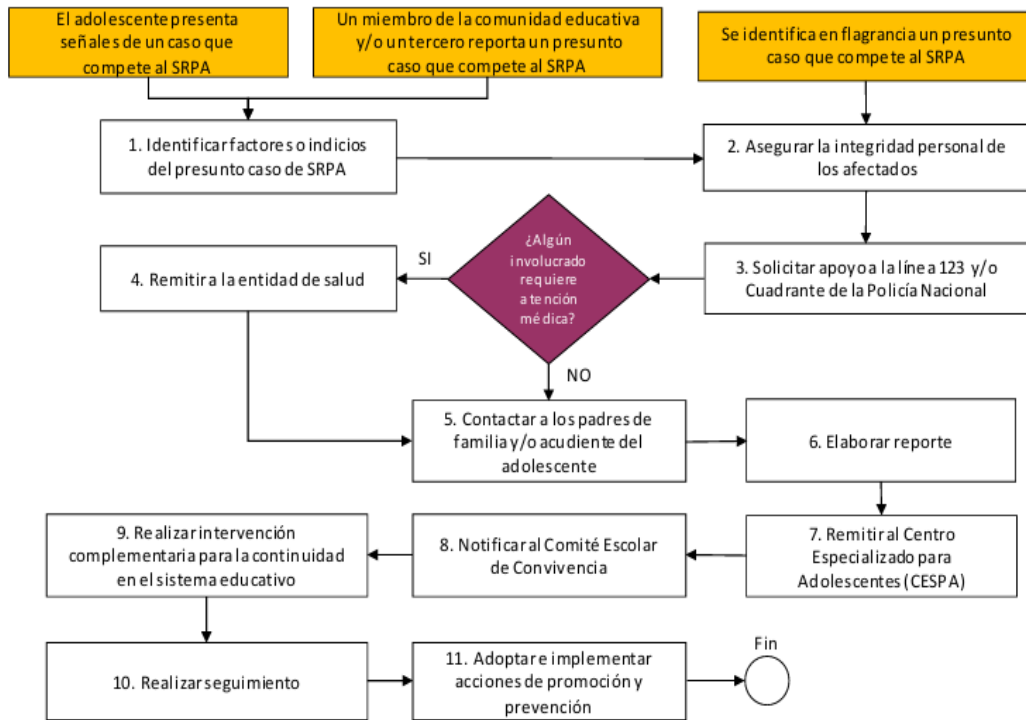 El adolescente presenta
señales de un caso que
compete al SRPA
Un miembro de la comunidad educativa
y/o un tercero reporta un presunto
caso que compete al SRPA
Se identifica en flagrancia un presunto
caso que compete al SRPA
1. Identificar factores o indicios
del presunto caso de SRPA
2. Asegurar la integridad personal de
los afectados
¿Algún
involucrado
requiere
atención
médica?
SI
NO
4. Remitir a la entidad de salud
3. Solicitar apoyo a la línea 123 y/o
Cuadrante de la Policía Nacional
5. Contactar a los padres de
familia y/o acudiente del
adolescente
6. Elaborar reporte
9. Realizar intervención
complementaria para la continuidad
en el sistema educativo
8. Notificar al Comité Escolar
de Convivencia
7. Remitir al Centro
Especializado para
Adolescentes (CESPA)
10. Realizar seguimiento
11. Adoptar e implementar
acciones de promoción y
prevención
Fin